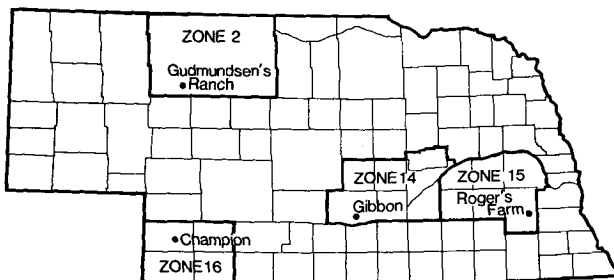 ZONE 2
Gudmundsen's
Ranch
ZONE 14
Gibbon
ZONE 15
Roger's
Farm
Champion
ZONE 16